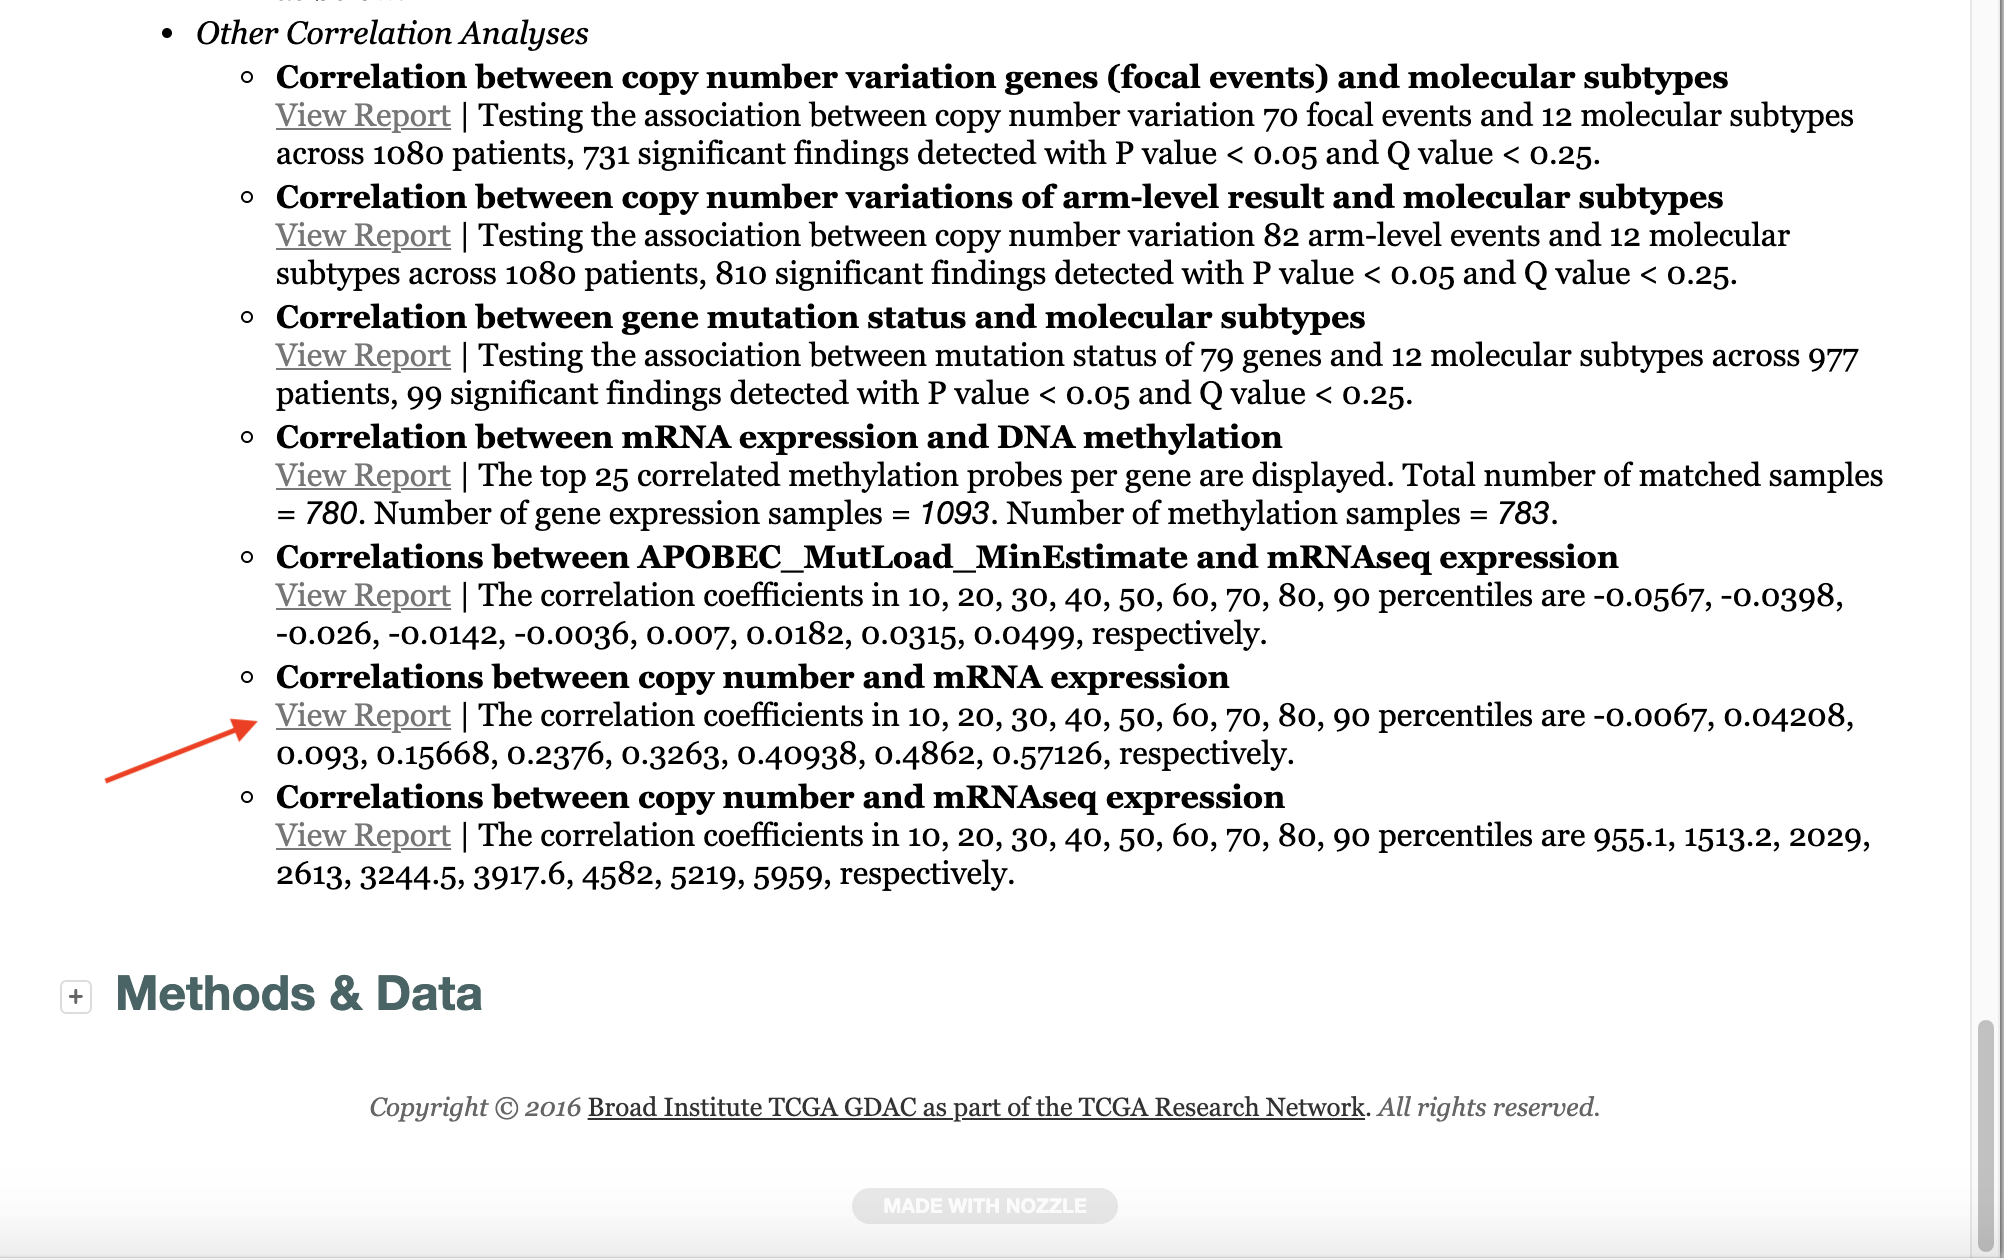 Other Correlation Analyses
Correlation between copy number variation genes (focal events) and molecular subtypes
View Report | Testing the association between copy number variation 70 focal events and 12 molecular subtypes
across 1080 patients, 731 significant findings detected with P value < 0.05 and Q value < 0.25.
Correlation between copy number variations of arm-level result and molecular subtypes
View Report | Testing the association between copy number variation 82 arm-level events and 12 molecular
subtypes across 1080 patients, 810 significant findings detected with P value < 0.05 and Q value < 0.25.
Correlation between gene mutation status and molecular subtypes
View Report | Testing the association between mutation status of 79 genes and 12 molecular subtypes across 977
patients, 99 significant findings detected with P value < 0.05 and Q value < 0.25.
Correlation between mRNA expression and DNA methylation
View Report | The top 25 correlated methylation probes per gene are displayed. Total number of matched samples
= 780. Number of gene expression samples = 1093. Number of methylation samples = 783.
Correlations between APOBEC_MutLoad_MinEstimate and mRNAseq expression
View Report | The correlation coefficients in 10, 20, 30, 40, 50, 60, 70, 80, 90 percentiles are -0.0567, -0.0398,
-0.026, -0.0142, -0.0036, 0.007, 0.0182, 0.0315, 0.0499, respectively.
Correlations between copy number and mRNA expression
View Report | The correlation coefficients in 10, 20, 30, 40, 50, 60, 70, 80, 90 percentiles are -0.0067, 0.04208,
0.093, 0.15668, 0.2376, 0.3263, 0.40938, 0.4862, 0.57126, respectively.
Correlations between copy number and mRNAseq expression
View Report | The correlation coefficients in 10, 20, 30, 40, 50, 60, 70, 80, 90 percentiles are 955.1, 1513.2, 2029,
2613, 3244.5, 3917.6, 4582, 5219, 5959, respectively.
+ Methods & Data
Copyright © 2016 Broad Institute TCGA GDAC as part of the TCGA Research Network. All rights reserved.
MADE WITH NOZZLE